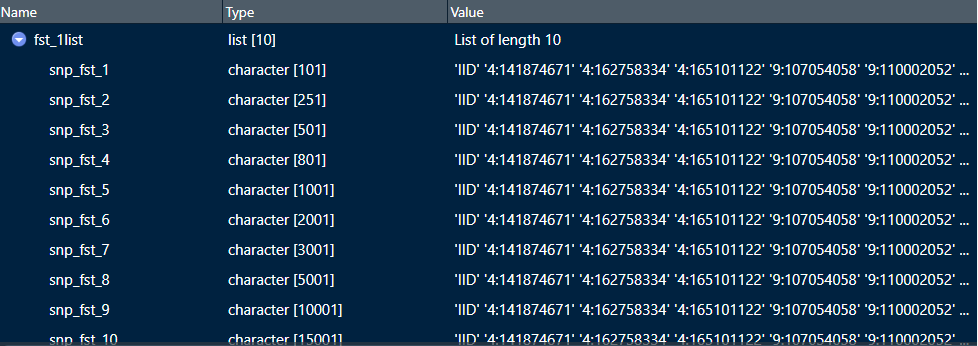 Name Type Value
fst_1list list [10] List of length 10
snp_fst_1 character [101] 'IID' '4:141874671' '4:162758334' '4:165101122' '9:107054058' '9:110002052' ...
snp_fst_2 character [251] 'IID' '4:141874671' '4:162758334' '4:165101122' '9:107054058' '9:110002052' ...
snp_fst_3 character [501] 'IID' '4:141874671' '4:162758334' '4:165101122' '9:107054058' '9:110002052' ...
snp_fst_4 character [801] 'IID' '4:141874671' '4:162758334' '4:165101122' '9:107054058' '9:110002052' ...
snp_fst_5 character [1001] 'IID' '4:141874671' '4:162758334' '4:165101122' '9:107054058' '9:110002052' ...
snp_fst_6 character [2001] 'IID' '4:141874671' '4:162758334' '4:165101122' '9:107054058' '9:110002052' ...
snp_fst_7 character [3001] 'IID' '4:141874671' '4:162758334' '4:165101122' '9:107054058' '9:110002052' ...
snp_fst_8 character [5001] 'IID' '4:141874671' '4:162758334' '4:165101122' '9:107054058' '9:110002052' ...
snp_fst_9 character [10001] 'IID' '4:141874671' '4:162758334' '4:165101122' '9:107054058' '9:110002052' ...
snp_fst_10 character [15001] 'IID' '4:141874671' '4:162758334' '4:165101122' '9:107054058' '9:110002052' ...